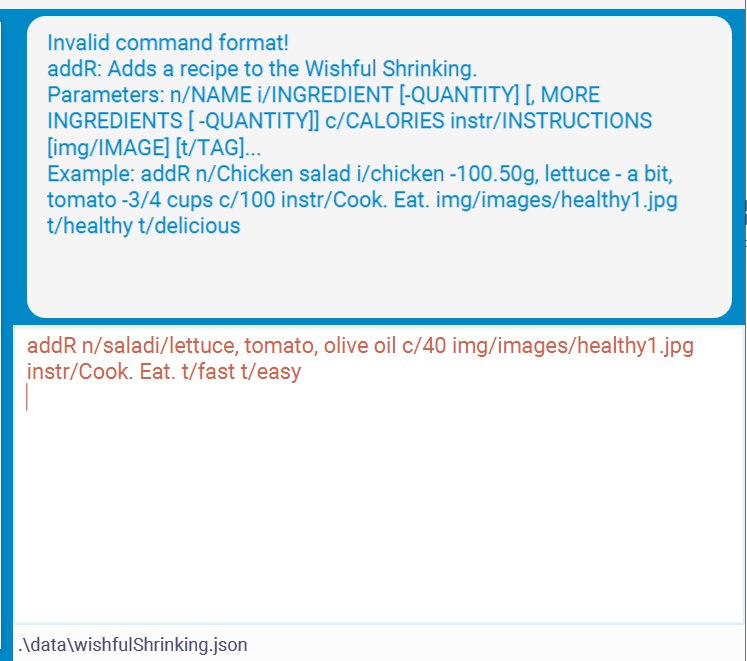 Invalid command format!
addR: Adds a recipe to the Wishful Shrinking.
Parameters: n/NAME i/INGREDIENT [-QUANTITY] [, MORE
INGREDIENTS [ -QUANTITY]] c/CALORIES instr/INSTRUCTIONS
[img/IMAGE] [t/TAG]...
Example: addR n/Chicken salad i/chicken -100.50g, lettuce - a bit,
tomato -3/4 cups c/100 instr/Cook. Eat. img/images/healthy1.jpg
t/healthy t/delicious
addR n/saladi/lettuce, tomato, olive oil c/40 img/images/healthy1.jpg
instr/Cook. Eat. t/fast t/easy
.\data\wishfulShrinking.json